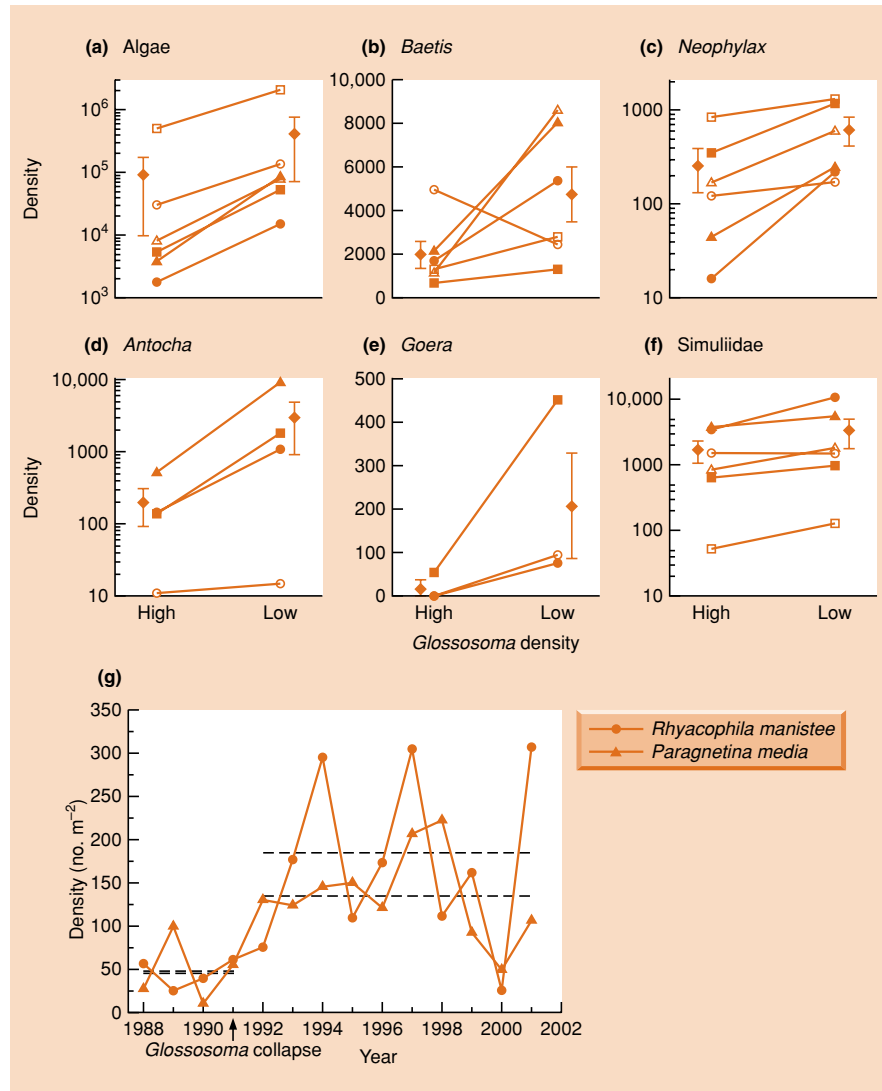 (a) Algae
(b) Baetis
(c) Neophylax
Density
10⁶
10⁵
10⁴
10³
10,000
8000
6000
4000
2000
0
1000
100
10
(d) Antocha
(e) Goera
(f) Simuliidae
Density
10,000
1000
100
10
500
400
300
200
100
0
10,000
1000
100
10
High Low
High Low
High Low
Glossosoma density
(g)
Density (no. m⁻²)
350
300
250
200
150
100
50
0
1988 1990 1992 1994 1996 1998 2000 2002
Glossosoma collapse
Year
Rhyacophila manistee
Paragnetina media